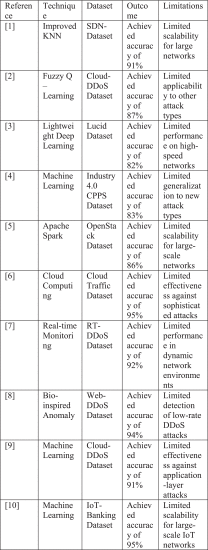 Referen Techniqu Dataset Outco Limitations
ce e me
[1] Improved SDN- Achiev Limited
KNN Dataset ed scalability
accurac for large
y of networks
91%
[2] Fuzzy Q Cloud- Achiev Limited
– DDoS ed applicabilit
Learning Dataset accurac y to other
y of attack
87% types
[3] Lightwei Lucid Achiev Limited
ght Deep Dataset ed performanc
Learning accurac e on high-
y of speed
82% networks
[4] Machine Industry Achiev Limited
Learning 4.0 ed generalizat
CPPS accurac ion to new
Dataset y of attack
83% types
[5] Apache OpenSta Achiev Limited
Spark ck ed scalability
Dataset accurac for large-
y of scale
86% networks
[6] Cloud Cloud Achiev Limited
Computi Traffic ed effectivene
ng Dataset accurac ss against
y of sophisticat
95% ed attacks
[7] Real-time RT- Achiev Limited
Monitori DDoS ed performanc
ng Dataset accurac e in
y of dynamic
92% network
environme
nts
[8] Bio- Web- Achiev Limited
inspired DDoS ed detection
Anomaly Dataset accurac of low-rate
y of DDoS
94% attacks
[9] Machine Cloud- Achiev Limited
Learning DDoS ed effectivene
Dataset accurac ss against
y of application
91% -layer
attacks
[10] Machine IoT- Achiev Limited
Learning Banking ed scalability
Dataset accurac for large-
y of scale IoT
95% networks